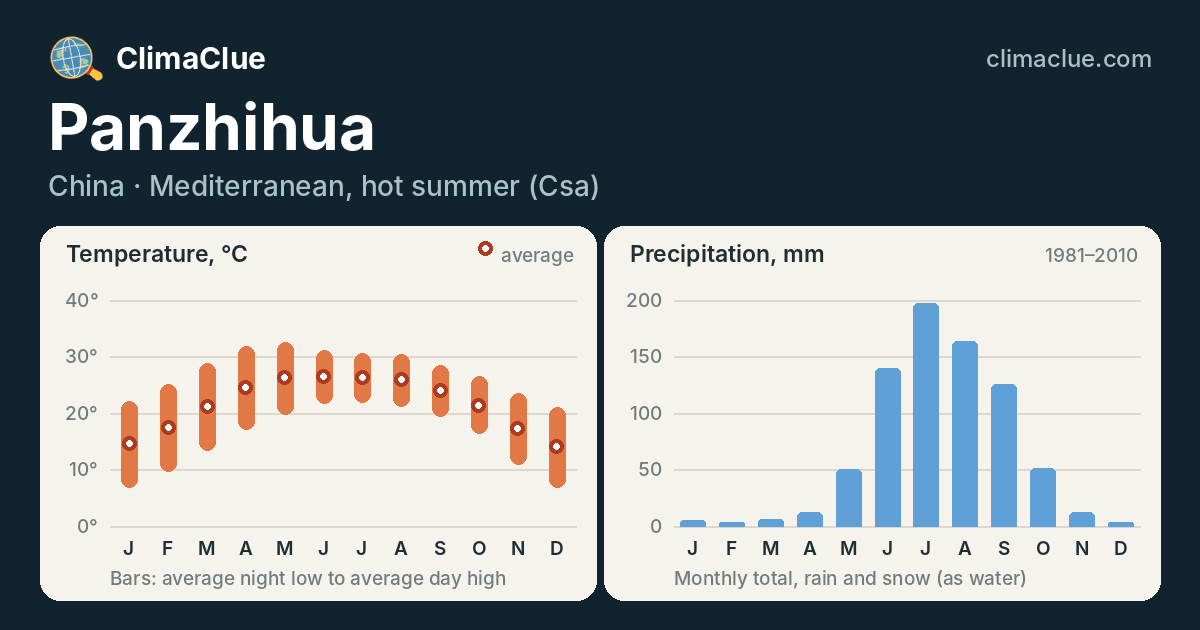 ClimaClue
climaclue.com
Panzhihua
China · Mediterranean, hot summer (Csa)
Temperature, °C
average
40°
30°
20°
10°
0°
J F M A M J J A S O N D
Bars: average night low to average day high
Precipitation, mm
1981–2010
200
150
100
50
0
J F M A M J J A S O N D
Monthly total, rain and snow (as water)